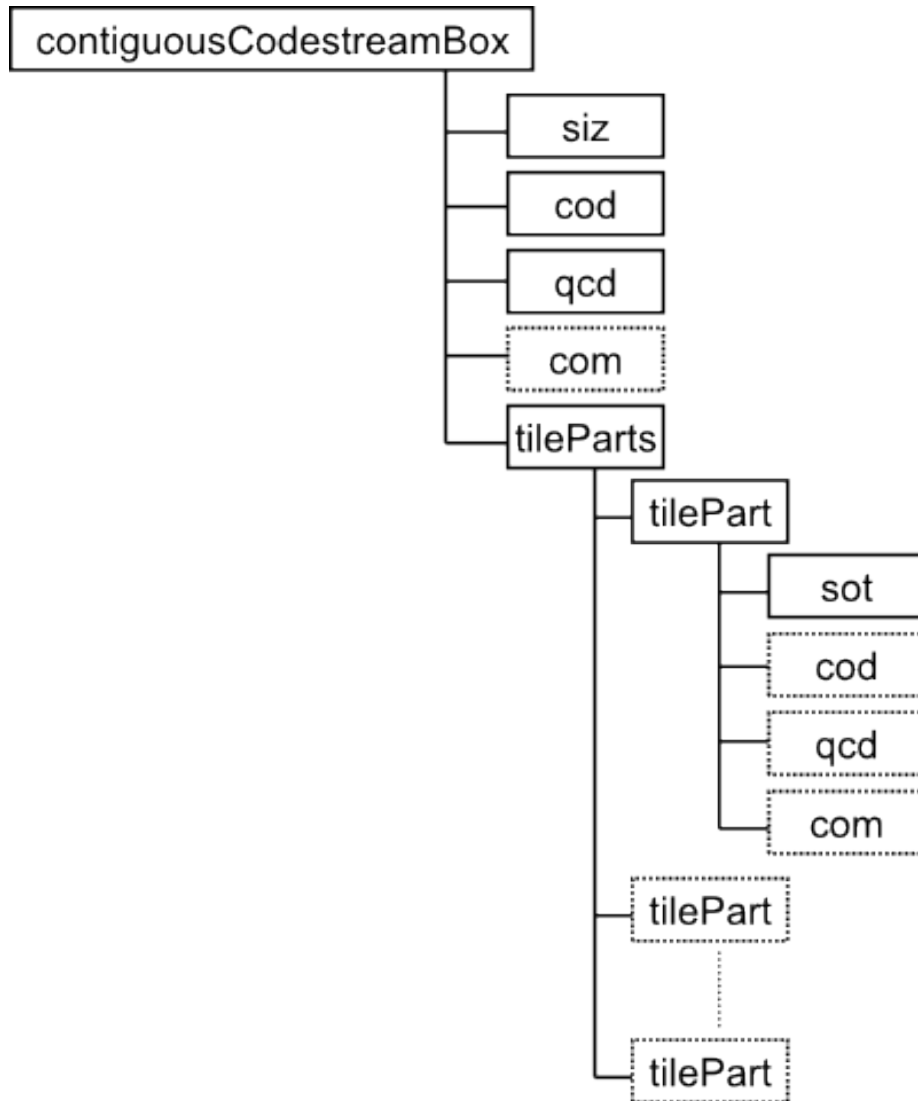 contiguousCodestreamBox
siz
cod
qcd
com
tileParts
tilePart
sot
cod
qcd
com
tilePart
tilePart